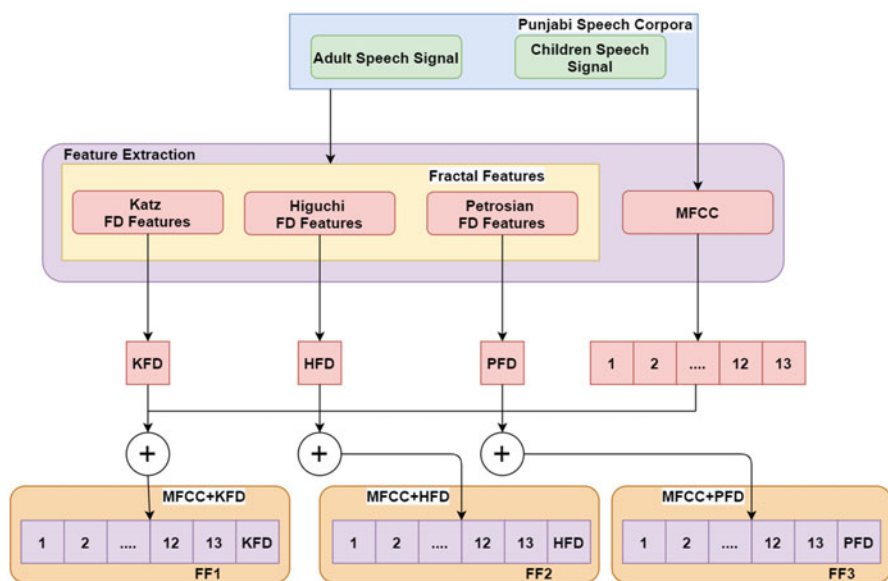 Punjabi Speech Corpora
Adult Speech Signal
Children Speech
Signal
Feature Extraction
Fractal Features
Katz
FD Features
Higuchi
FD Features
Petrosian
FD Features
MFCC
KFD
HFD
PFD
1 2 .... 12 13
+ + +
MFCC+KFD
1 2 .... 12 13 KFD
FF1
MFCC+HFD
1 2 .... 12 13 HFD
FF2
MFCC+PFD
1 2 .... 12 13 PFD
FF3